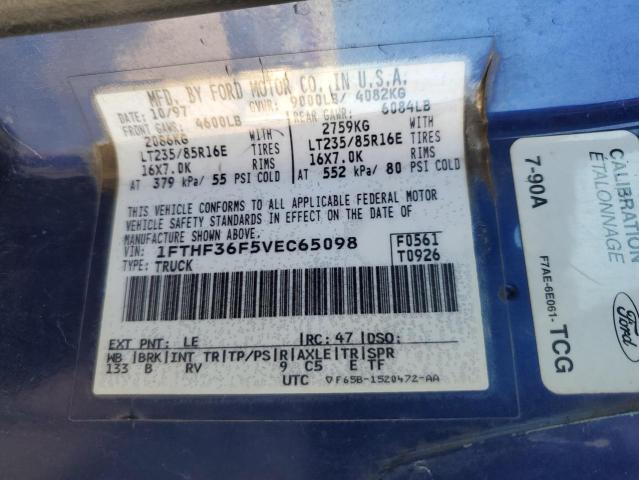 MFD. BY FORD MOTOR CO. IN U.S.A.
DATE: 10/97 GVWR: 9000LB/ 4082KG
FRONT GAWR: 4600LB REAR GAWR: 6084LB
2086KG WITH 2759KG WITH
LT235/85R16E TIRES LT235/85R16E TIRES
16X7.0K RIMS 16X7.0K RIMS
AT 379 kPa/ 55 PSI COLD AT 552 kPa/ 80 PSI COLD
THIS VEHICLE CONFORMS TO ALL APPLICABLE FEDERAL MOTOR
VEHICLE SAFETY STANDARDS IN EFFECT ON THE DATE OF
MANUFACTURE SHOWN ABOVE.
VIN: 1FTHF36F5VEC65098 F0561
TYPE: TRUCK T0926
EXT PNT: LE RC: 47 DSO:
WB BRK INT TR TP/PS R AXLE TR SPR
133 B RV 9 C5 E TF
UTC ▽F65B-1520472-AA
CALIBRATION
ETALONNAGE
7-90A
F7AE-6E061-TCG
Ford